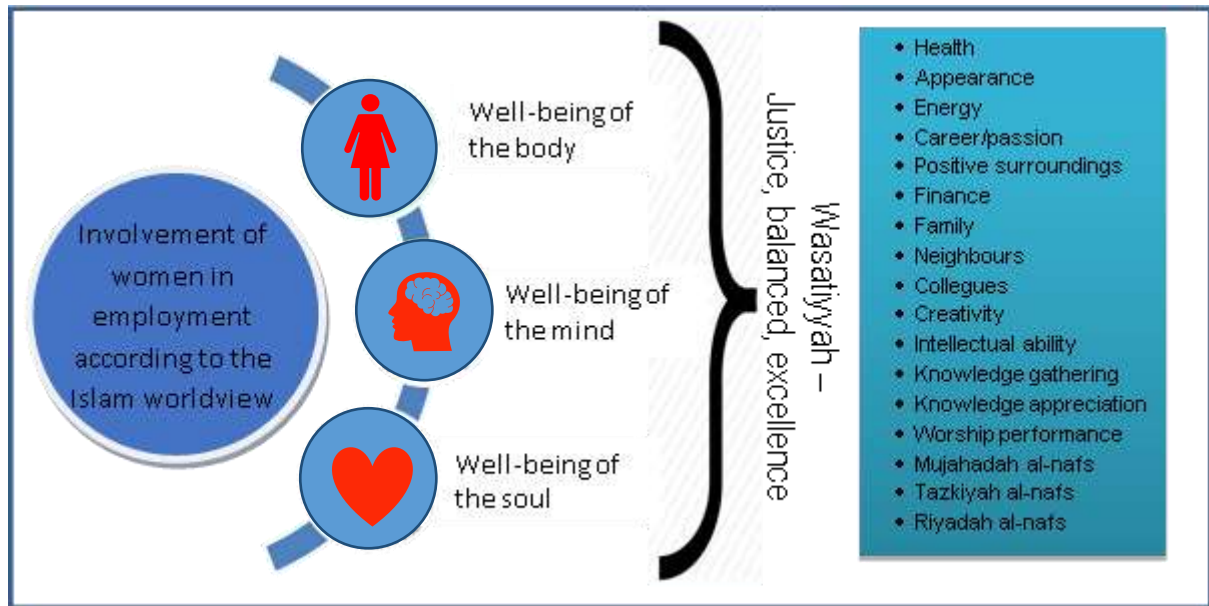 Involvement of
women in
employment
according to the
Islam worldview
Well-being of
the body
Well-being of
the mind
Well-being of
the soul
Wasatiyyah –
Justice, balanced, excellence
• Health
• Appearance
• Energy
• Career/passion
• Positive surroundings
• Finance
• Family
• Neighbours
• Collegues
• Creativity
• Intellectual ability
• Knowledge gathering
• Knowledge appreciation
• Worship performance
• Mujahadah al-nafs
• Tazkiyah al-nafs
• Riyadah al-nafs